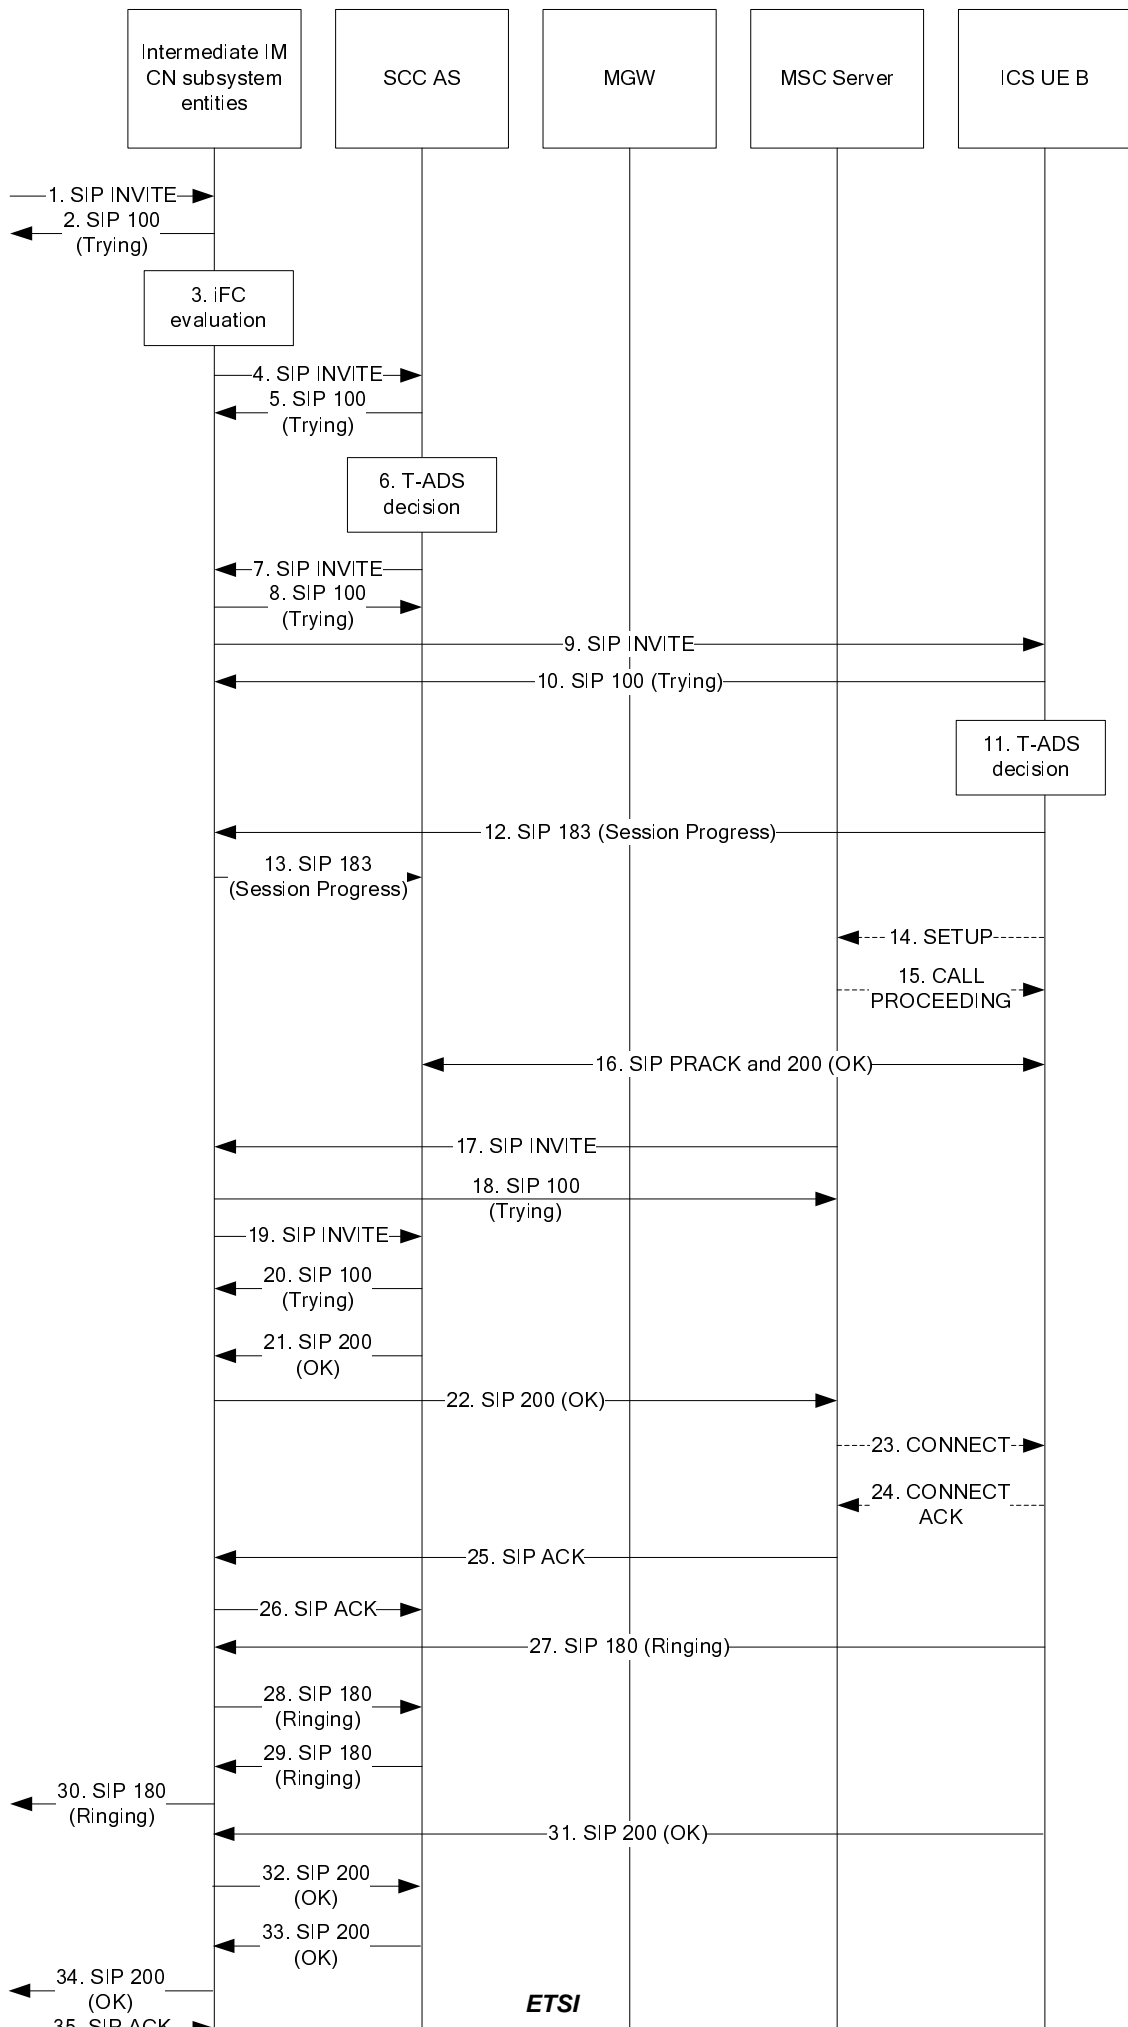 Intermediate IM
CN subsystem
entities
SCC AS
MGW
MSC Server
ICS UE B
1. SIP INVITE
2. SIP 100
(Trying)
3. iFC
evaluation
4. SIP INVITE
5. SIP 100
(Trying)
6. T-ADS
decision
7. SIP INVITE
8. SIP 100
(Trying)
9. SIP INVITE
10. SIP 100 (Trying)
11. T-ADS
decision
12. SIP 183 (Session Progress)
13. SIP 183
(Session Progress)
14. SETUP
15. CALL
PROCEEDING
16. SIP PRACK and 200 (OK)
17. SIP INVITE
18. SIP 100
(Trying)
19. SIP INVITE
20. SIP 100
(Trying)
21. SIP 200
(OK)
22. SIP 200 (OK)
23. CONNECT
24. CONNECT
ACK
25. SIP ACK
26. SIP ACK
27. SIP 180 (Ringing)
28. SIP 180
(Ringing)
29. SIP 180
(Ringing)
30. SIP 180
(Ringing)
31. SIP 200 (OK)
32. SIP 200
(OK)
33. SIP 200
(OK)
34. SIP 200
(OK)
ETSI
35. SIP ACK